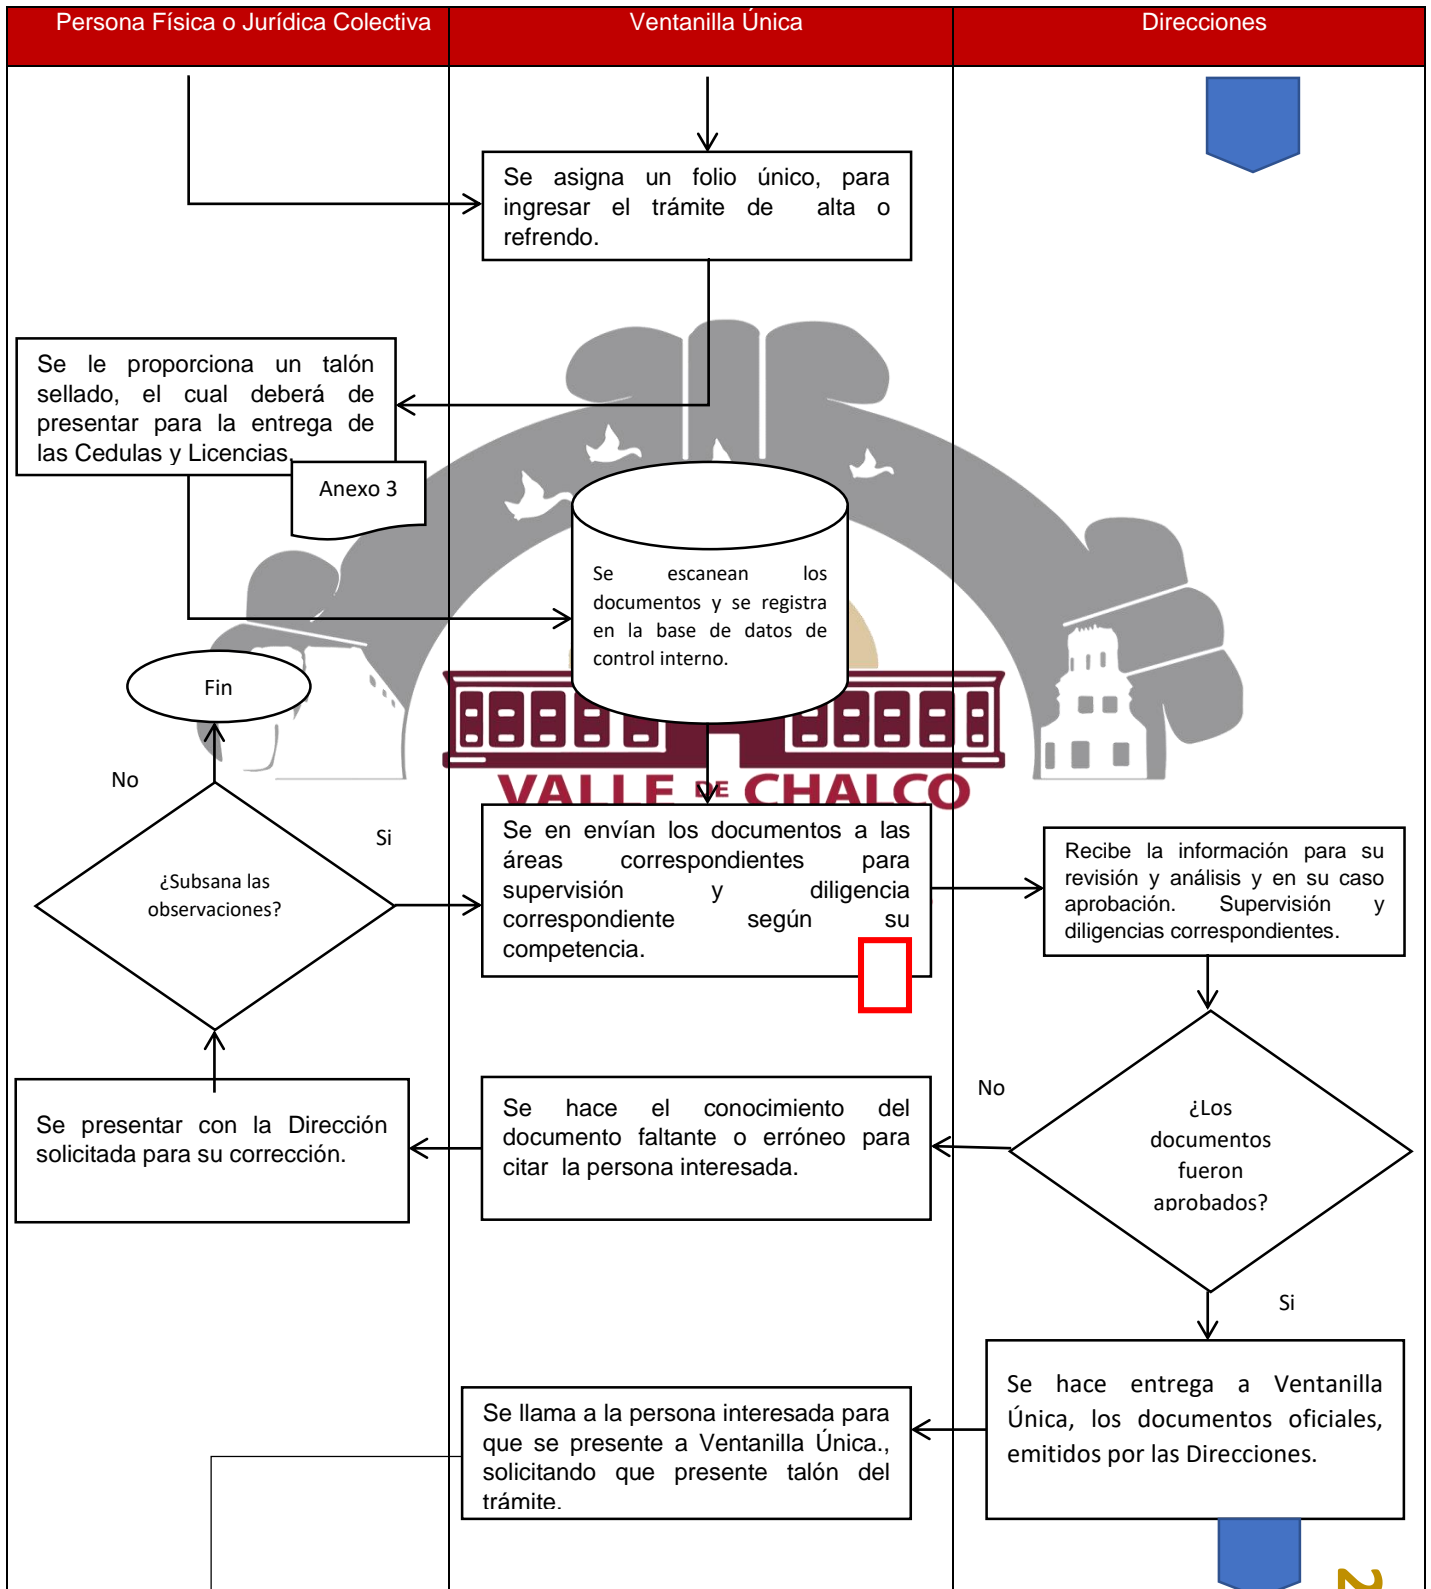 Persona Física o Jurídica Colectiva
Ventanilla Única
Direcciones
Se asigna un folio único, para
ingresar el trámite de alta o
refrendo.
Se le proporciona un talón
sellado, el cual deberá de
presentar para la entrega de
las Cedulas y Licencias.
Anexo 3
Se escanean los
documentos y se registra
en la base de datos de
control interno.
Fin
No
Si
¿Subsana las
observaciones?
VALLE DE CHALCO
Se en envían los documentos a las
áreas correspondientes para
supervisión y diligencia
correspondiente según su
competencia.
Recibe la información para su
revisión y análisis y en su caso
aprobación. Supervisión y
diligencias correspondientes.
Se presentar con la Dirección
solicitada para su corrección.
Se hace el conocimiento del
documento faltante o erróneo para
citar la persona interesada.
No
¿Los
documentos
fueron
aprobados?
Si
Se hace entrega a Ventanilla
Única, los documentos oficiales,
emitidos por las Direcciones.
Se llama a la persona interesada para
que se presente a Ventanilla Única.,
solicitando que presente talón del
trámite.
2